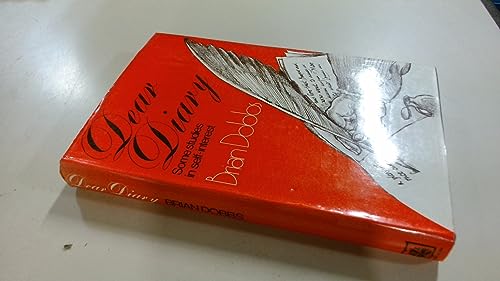 Dear
Diary
Some studies
in self-interest
Brian Dobbs
Dear Diary BRIAN DOBBS